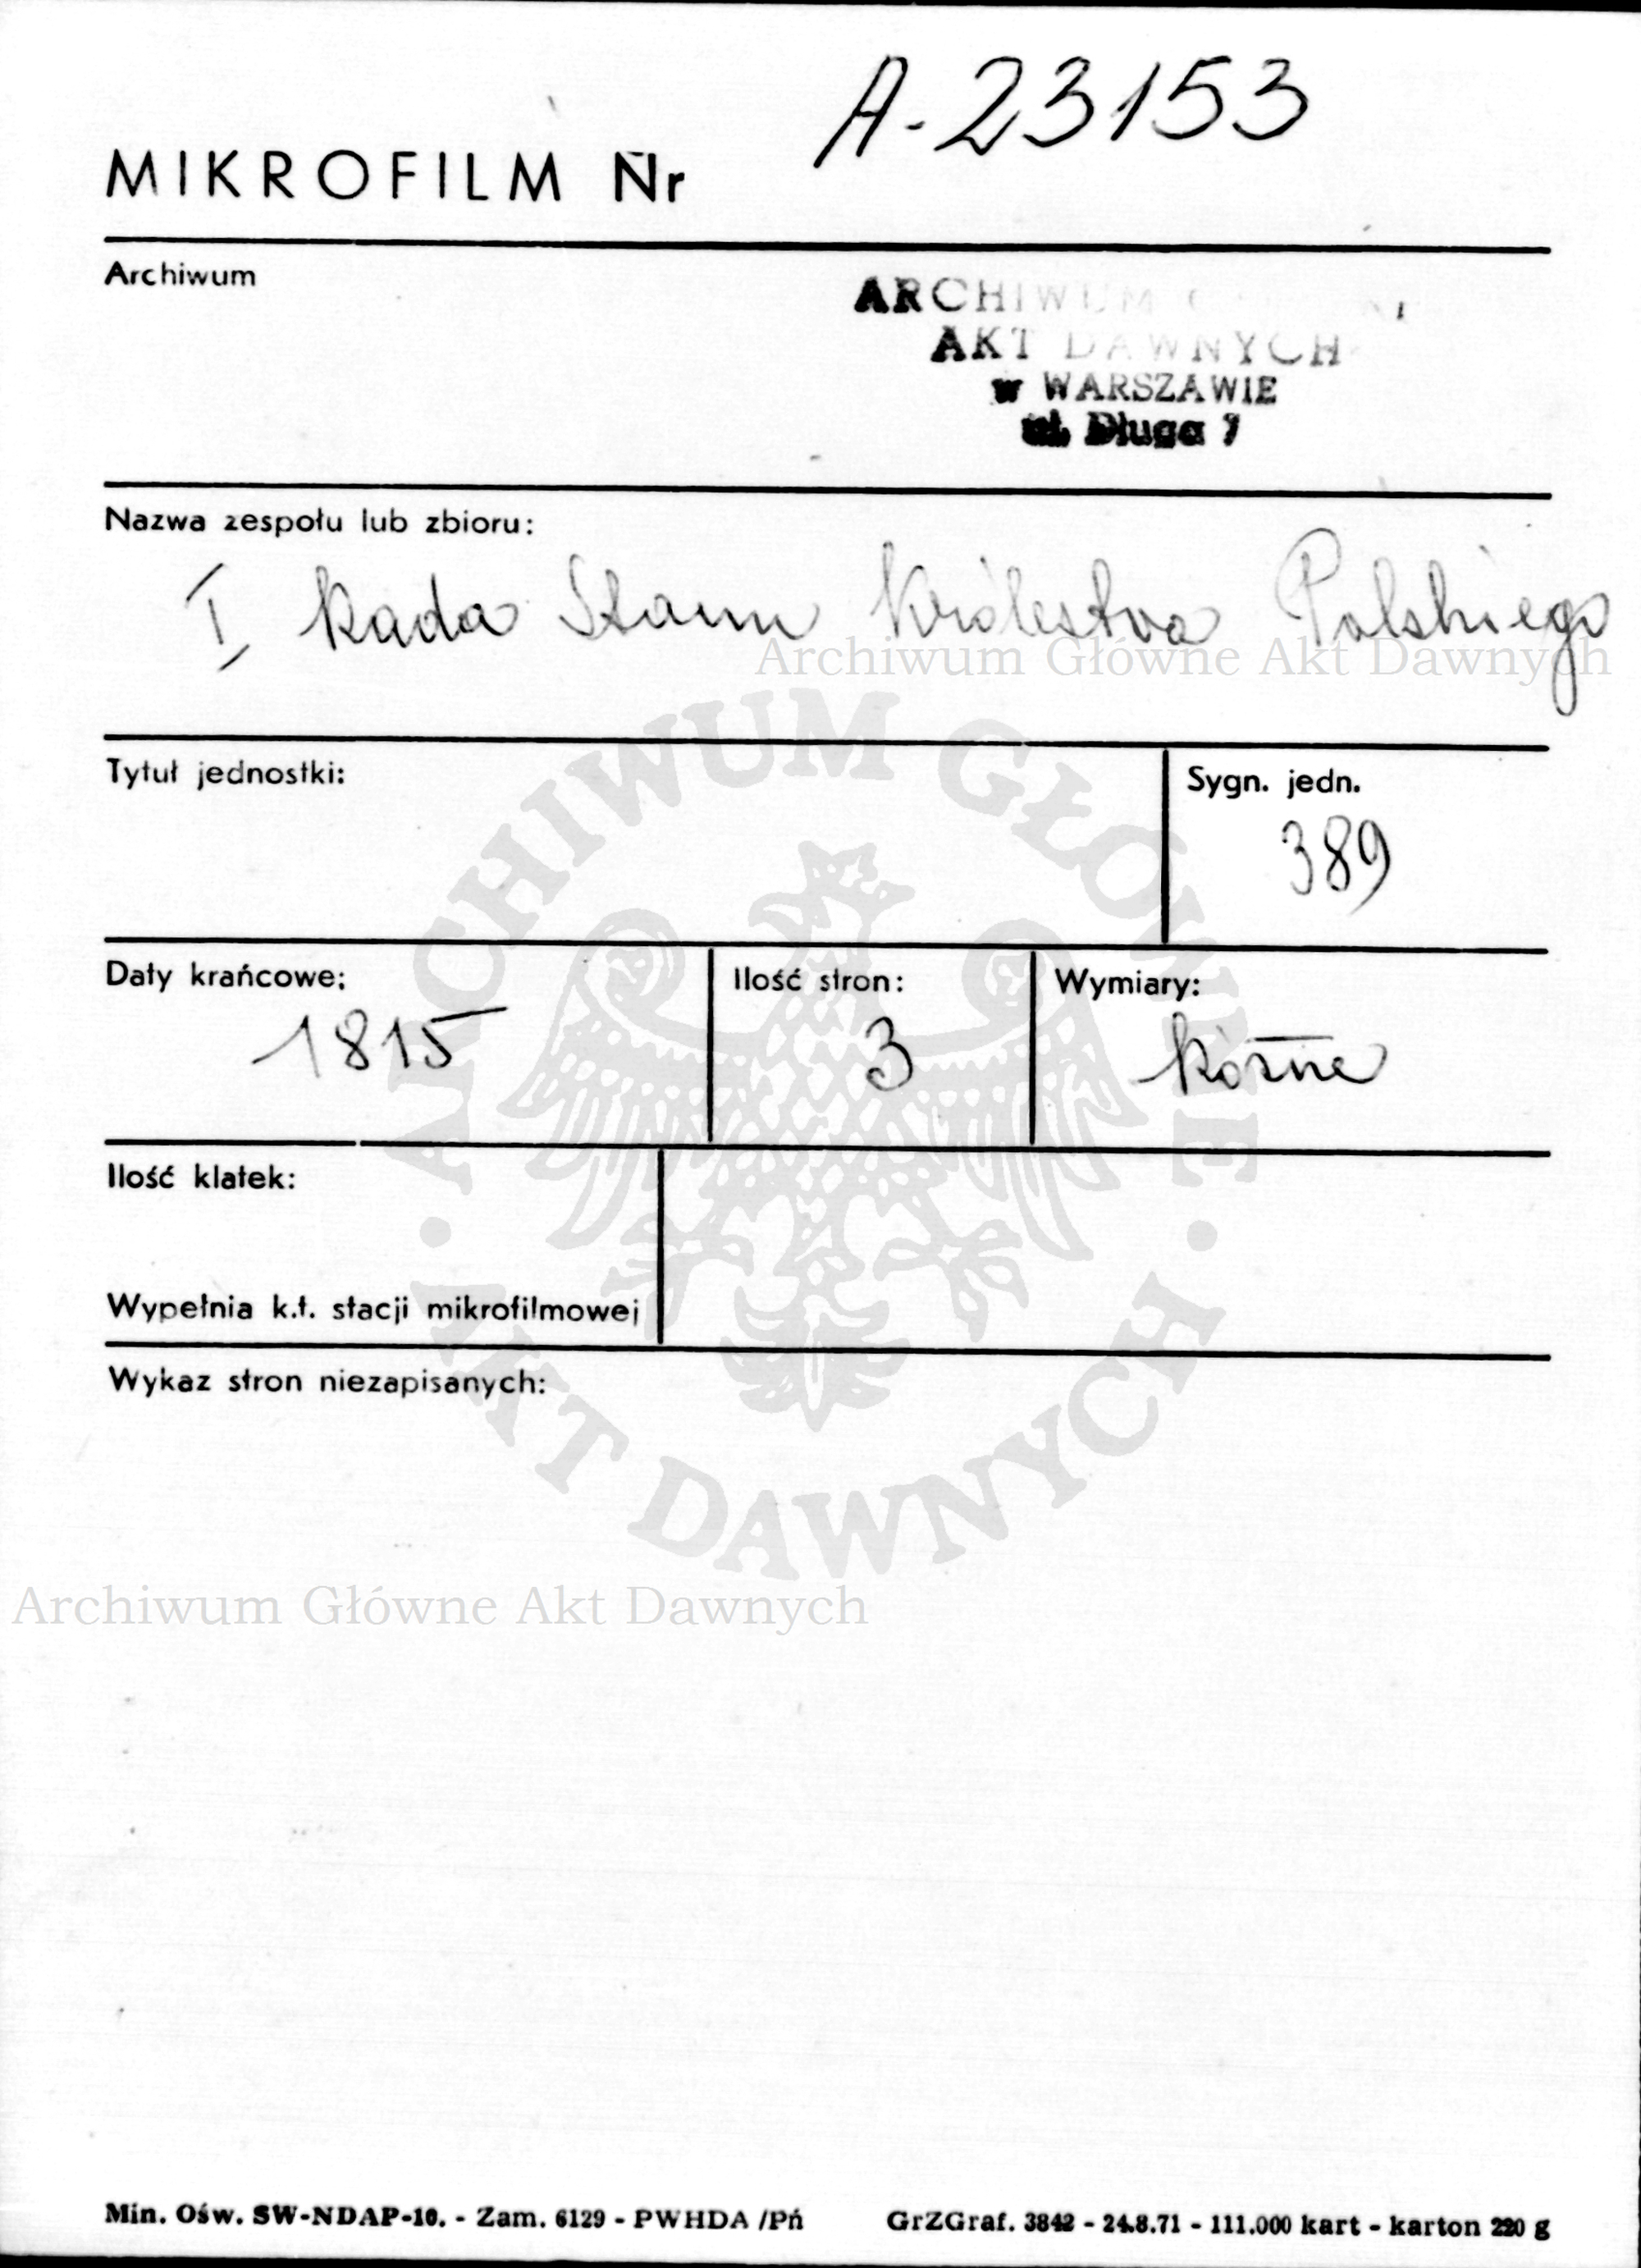 A-23153
MIKROFILM Nr
Archiwum
ARCHIWUM
AKT DAWNYCH
w WARSZAWIE
ul. Długa 7
Nazwa zespołu lub zbioru:
I Rada Stanu Królestwa Polskiego
Archiwum Główne Akt Dawnych
Tytuł jednostki:
Sygn. jedn.
389
Daty krańcowe:
1815
Ilość stron:
3
Wymiary:
Różne
Ilość klatek:
Wypełnia k.t. stacji mikrofilmowej
Wykaz stron niezapisanych:
ARCHIWUM GŁÓWNE
AKT DAWNYCH
Archiwum Główne Akt Dawnych
Min. Ośw. SW-NDAP-10. - Zam. 6129 - PWHDA /Pń
GrZGraf. 3842 - 24.8.71 - 111.000 kart - karton 220 g